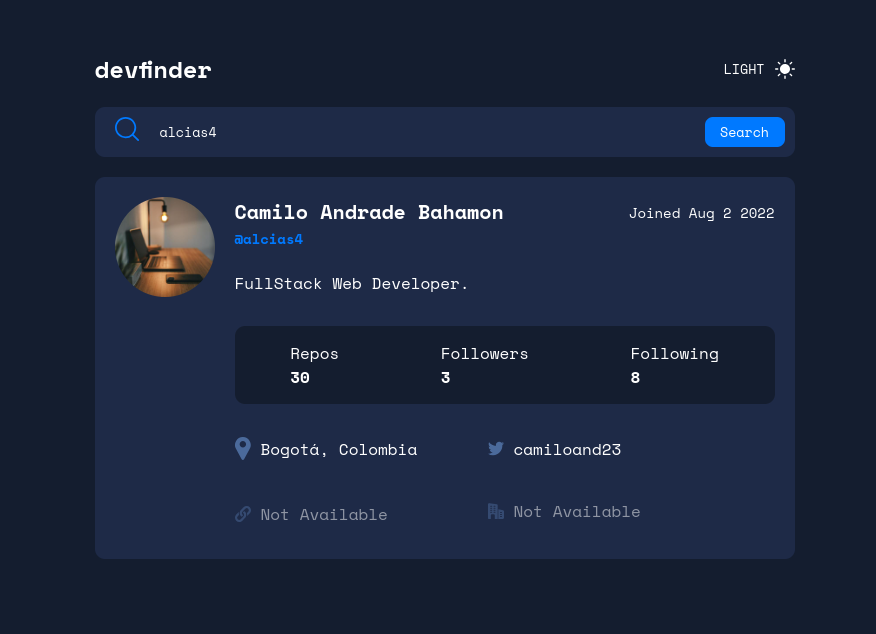 devfinder
LIGHT
alcias4
Search
Camilo Andrade Bahamon
Joined Aug 2 2022
@alcias4
FullStack Web Developer.
Repos
30
Followers
3
Following
8
Bogotá, Colombia
camiloand23
Not Available
Not Available